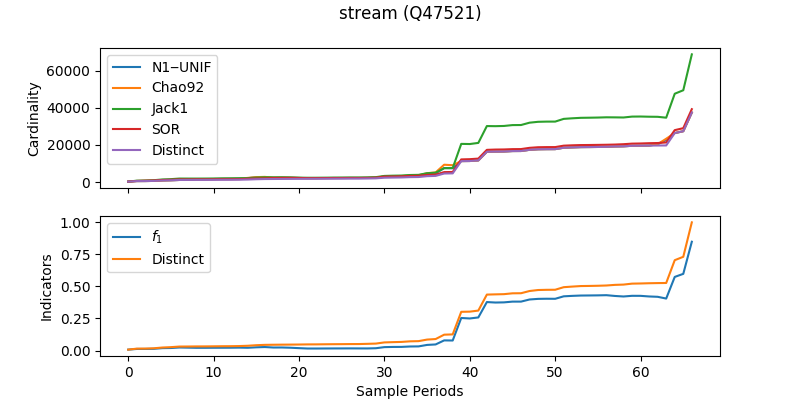 stream (Q47521)
Cardinality
60000
40000
20000
0
N1−UNIF
Chao92
Jack1
SOR
Distinct
Indicators
1.00
0.75
0.50
0.25
0.00
f1
Distinct
0 10 20 30 40 50 60
Sample Periods